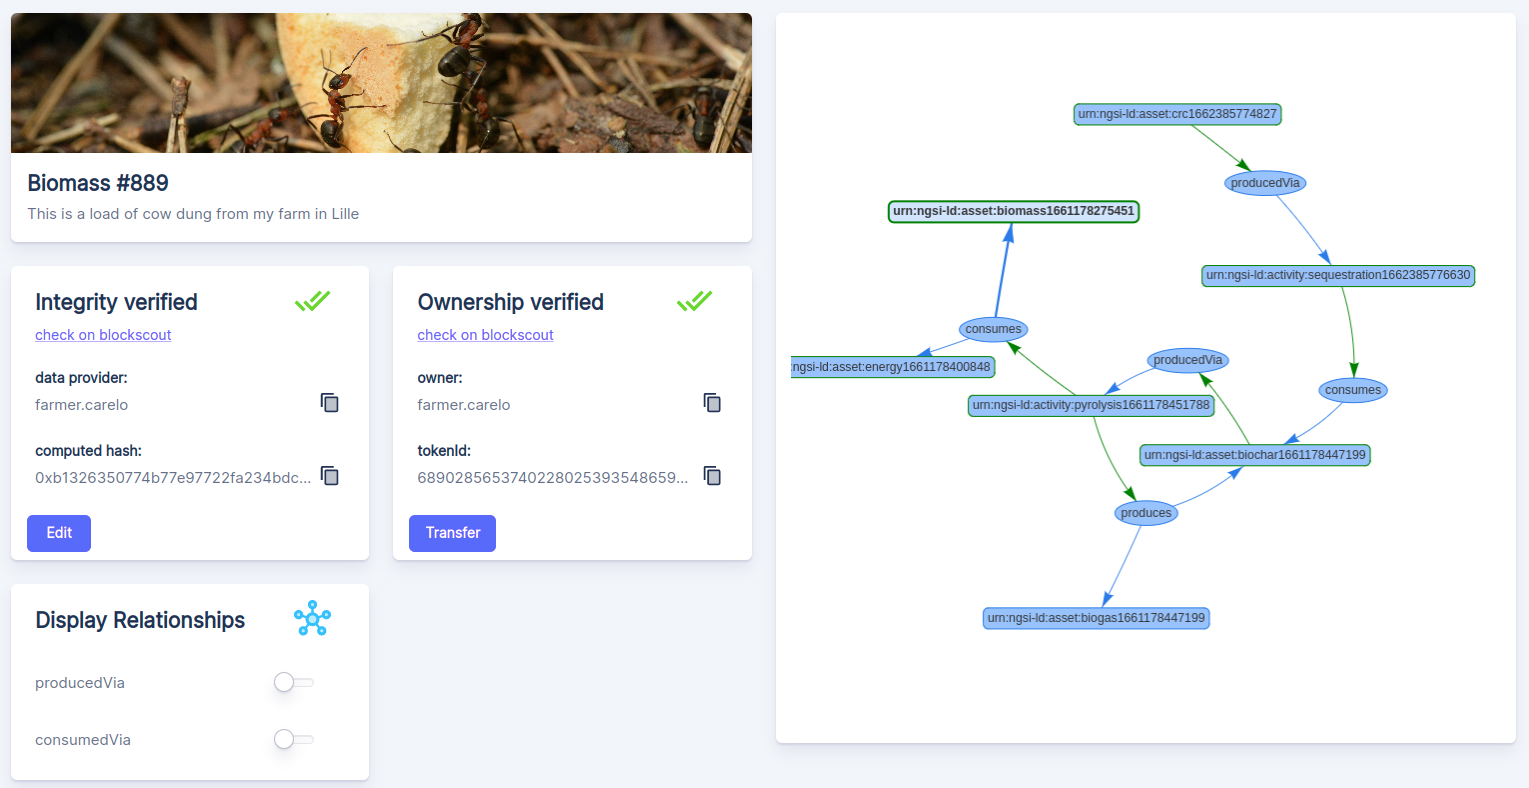 Biomass #889
This is a load of cow dung from my farm in Lille
Integrity verified
check on blockscout
data provider:
farmer.carelo
computed hash:
0xb1326350774b77e97722fa234bdc...
Edit
Ownership verified
check on blockscout
owner:
farmer.carelo
tokenId:
68902856537402280253935486​59...
Transfer
Display Relationships
producedVia
consumedVia
urn:ngsi-ld:asset:crc1662385774827
producedVia
urn:ngsi-ld:asset:biomass1661178275451
urn:ngsi-ld:activity:sequestration1662385776630
consumes
producedVia
:ngsi-ld:asset:energy1661178400848
consumes
urn:ngsi-ld:activity:pyrolysis1661178451788
urn:ngsi-ld:asset:biochar1661178447199
produces
urn:ngsi-ld:asset:biogas1661178447199